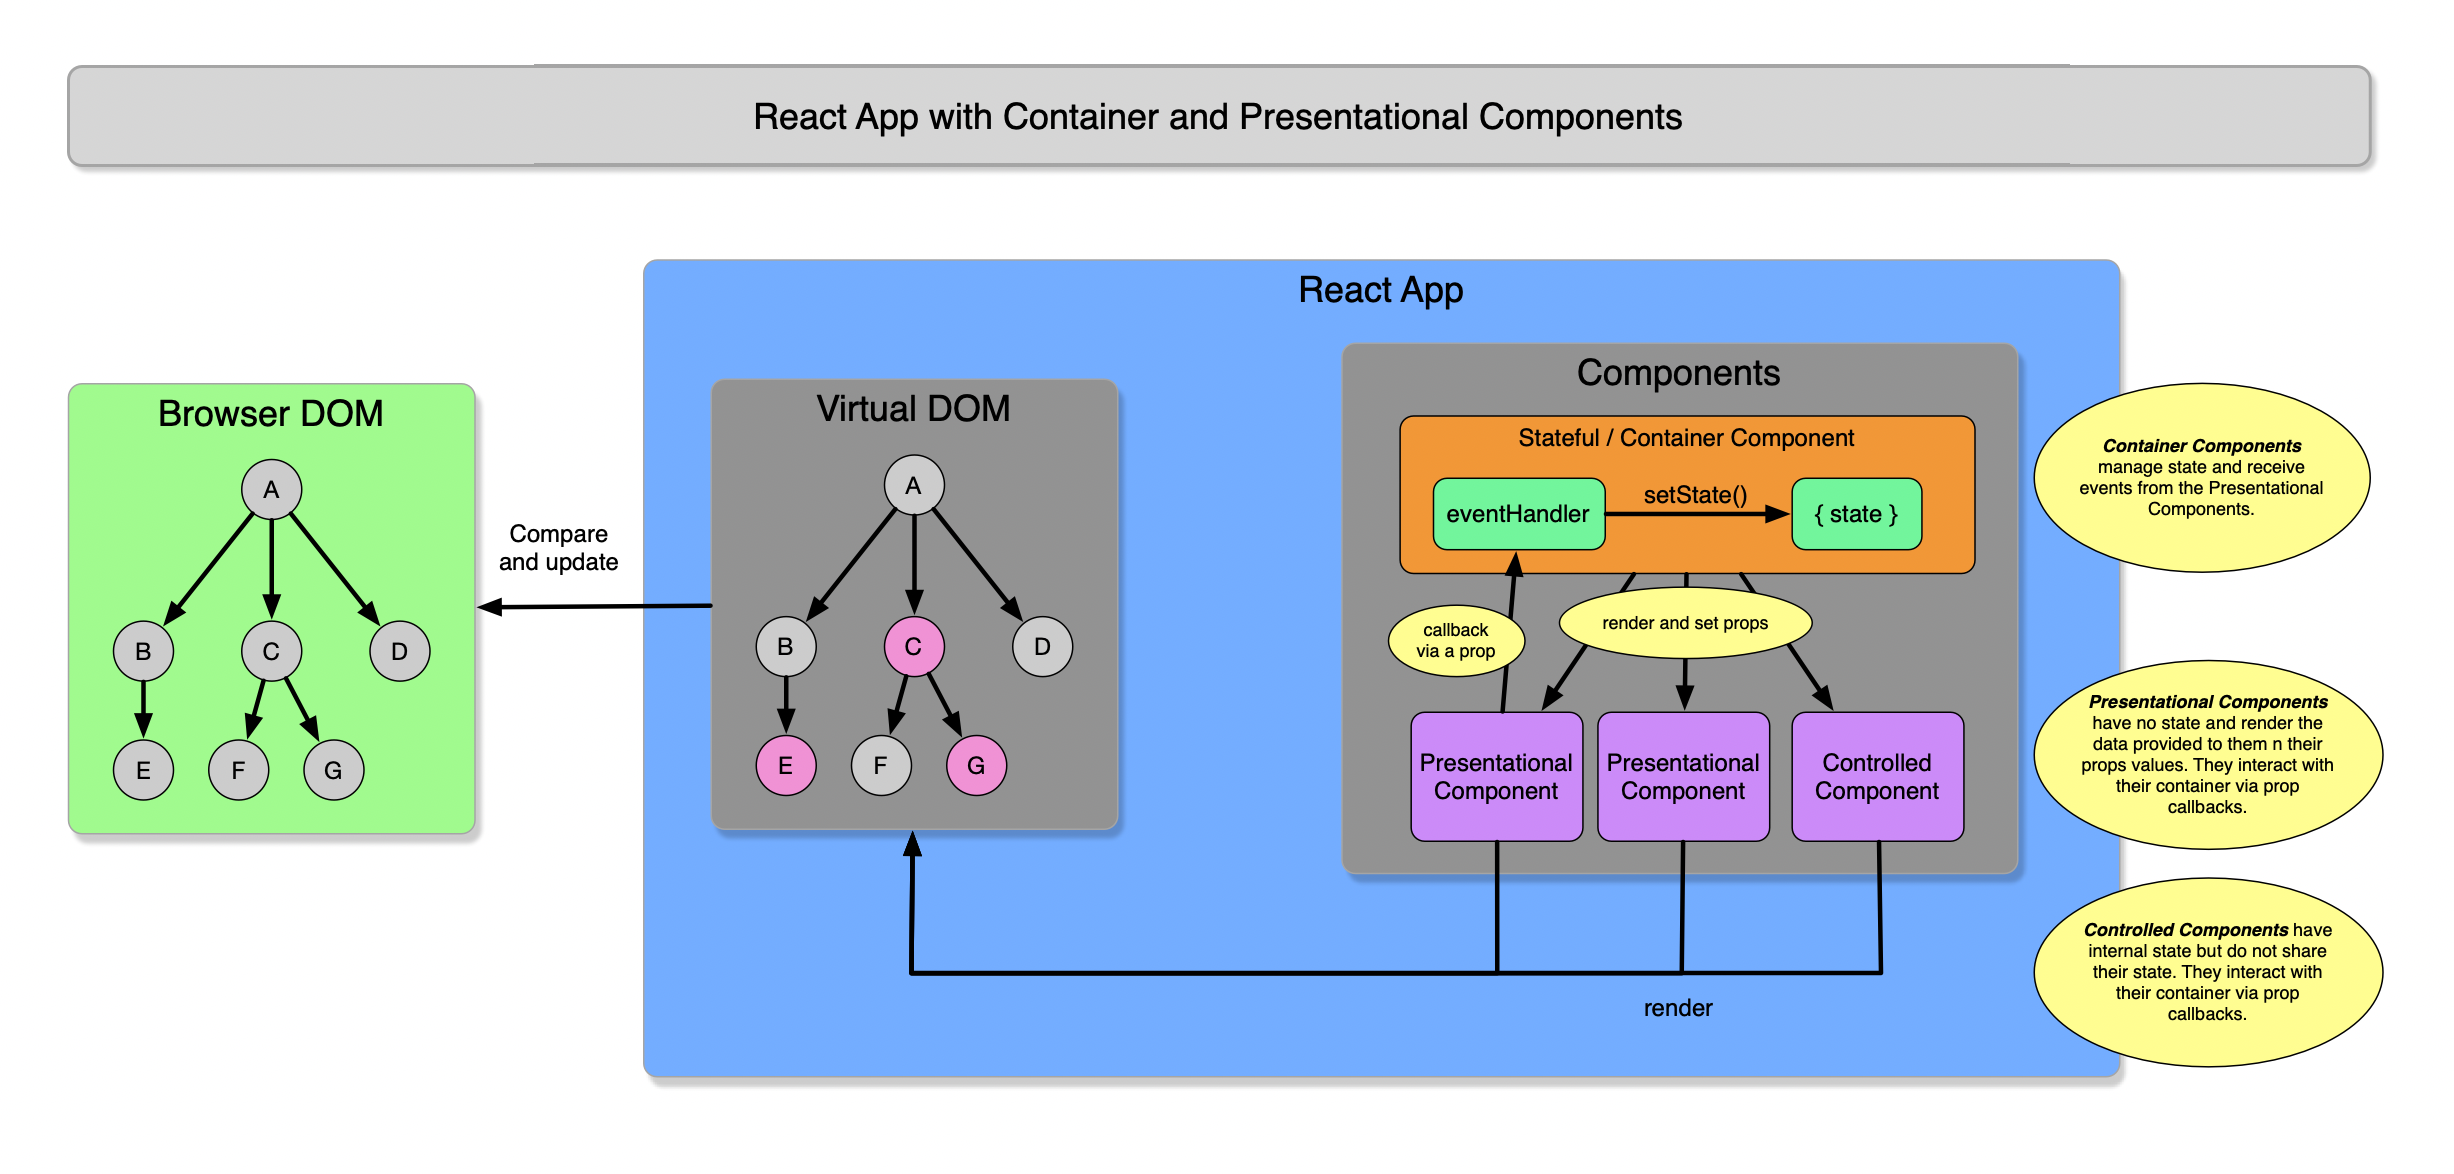 React App with Container and Presentational Components
React App
Browser DOM
A
B
C
D
E
F
G
Compare
and update
Virtual DOM
A
B
C
D
E
F
G
Components
Stateful / Container Component
eventHandler
setState()
{ state }
callback
via a prop
render and set props
Presentational
Component
Presentational
Component
Controlled
Component
render
Container Components
manage state and receive
events from the Presentational
Components.
Presentational Components
have no state and render the
data provided to them n their
props values. They interact with
their container via prop
callbacks.
Controlled Components have
internal state but do not share
their state. They interact with
their container via prop
callbacks.